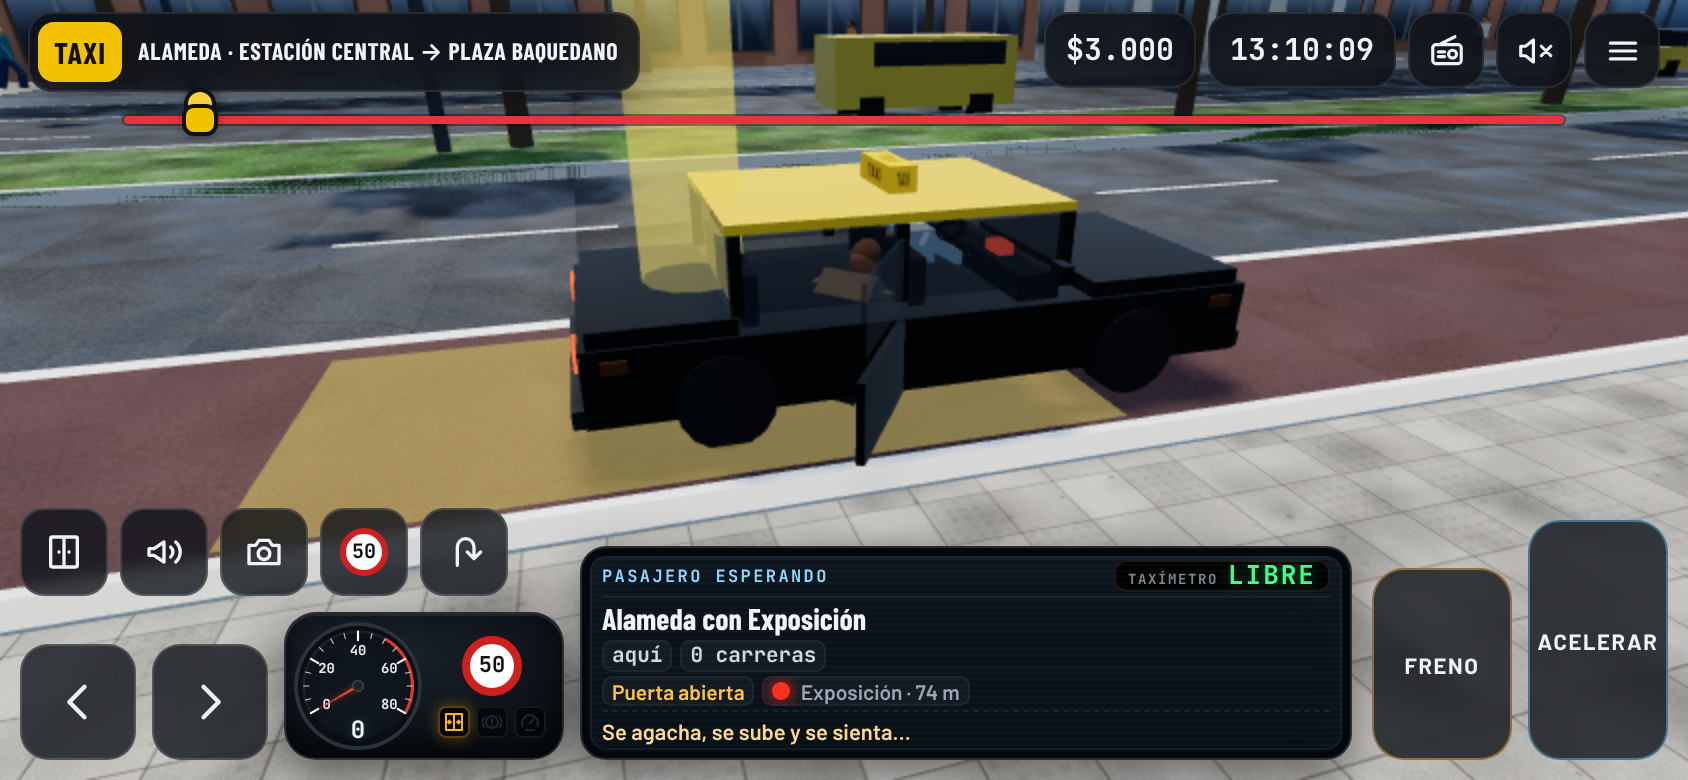 TAXI
ALAMEDA · ESTACIÓN CENTRAL → PLAZA BAQUEDANO
$3.000
13:10:09
TAXI TAXI
50
PASAJERO ESPERANDO
TAXÍMETRO LIBRE
Alameda con Exposición
aquí
0 carreras
Puerta abierta
Exposición · 74 m
Se agacha, se sube y se sienta...
0 20 40 60 80
0
50
FRENO
ACELERAR